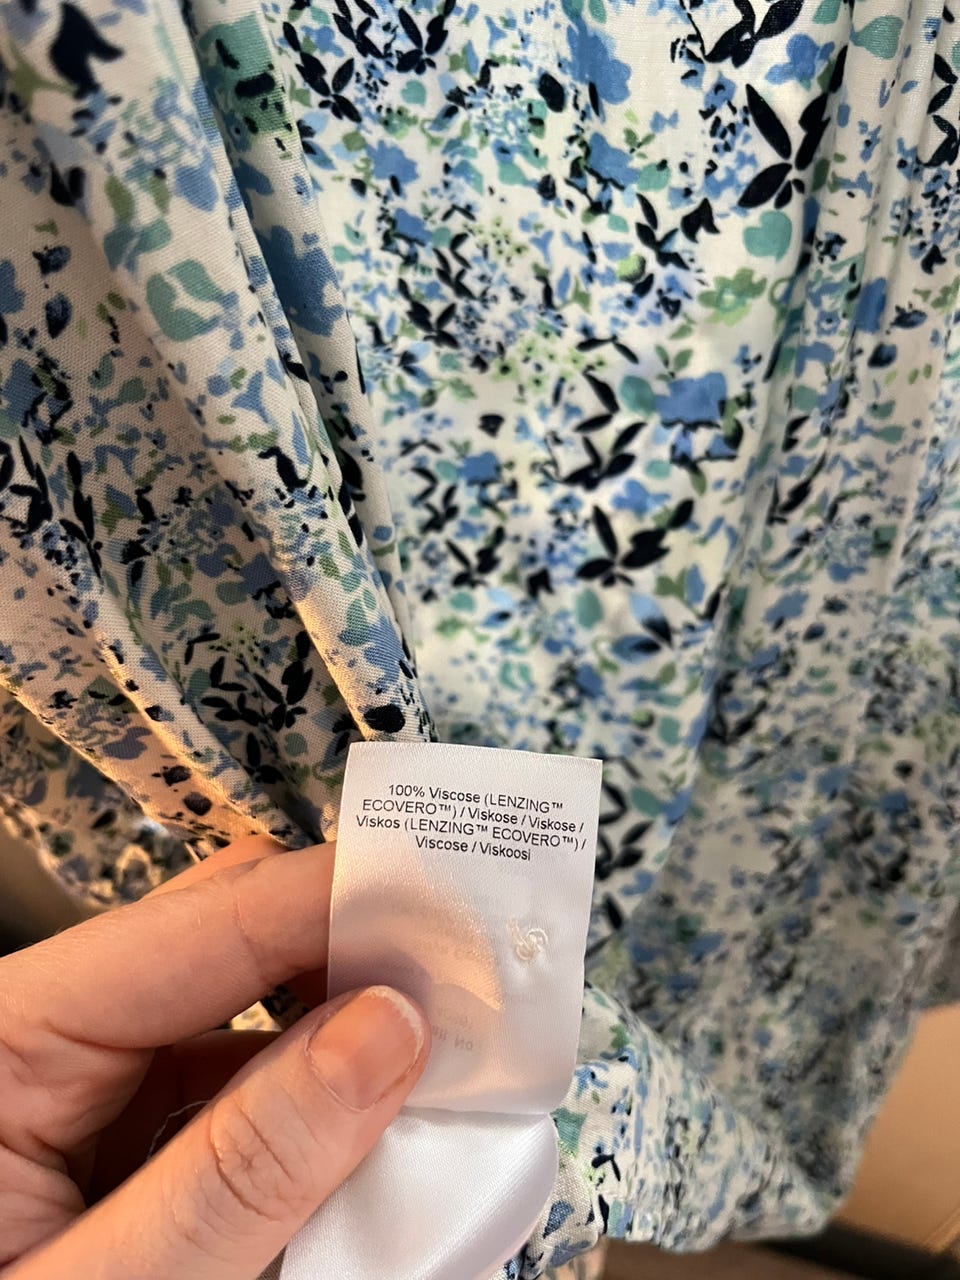 100% Viscose (LENZING™
ECOVERO™) / Viskose / Viskose /
Viskos (LENZING™ ECOVERO™) /
Viscose / Viskoosi